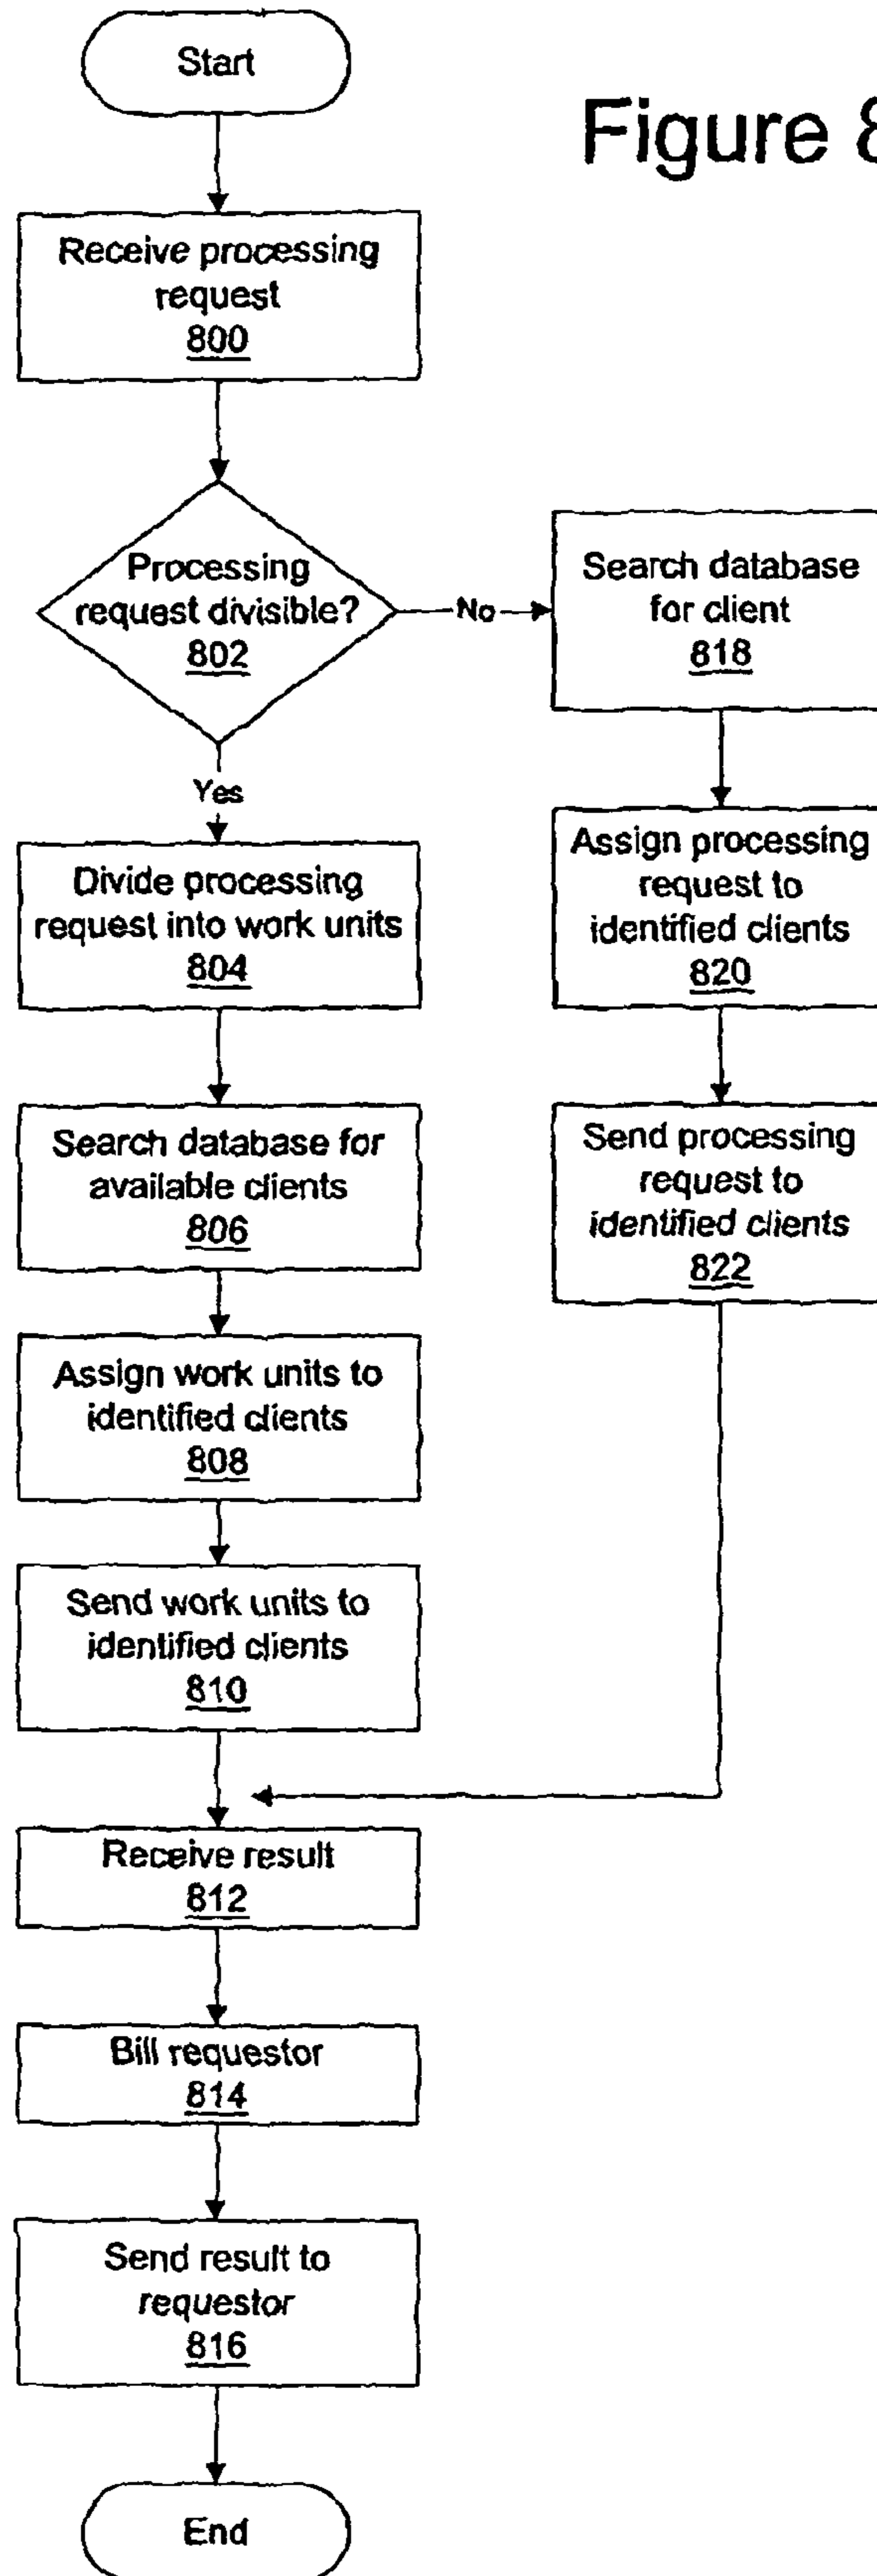 Start
Figure 8
Receive processing
request
800
Processing
request divisible?
802
No
Yes
Search database
for client
818
Divide processing
request into work units
804
Assign processing
request to
identified clients
820
Search database for
available clients
806
Send processing
request to
identified clients
822
Assign work units to
identified clients
808
Send work units to
identified clients
810
Receive result
812
Bill requestor
814
Send result to
requestor
816
End